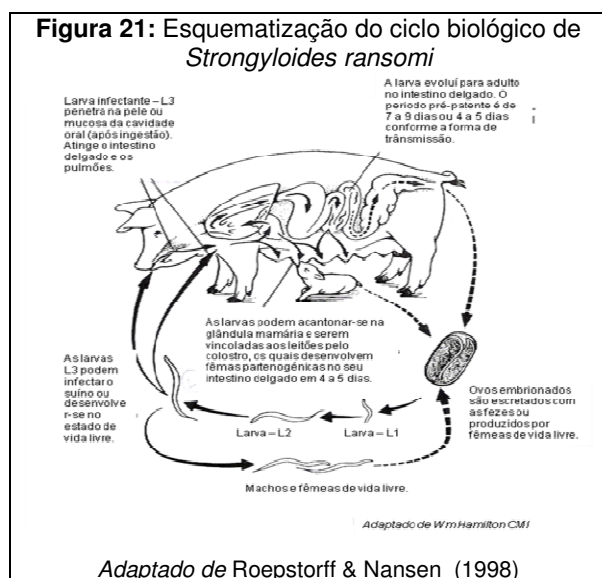 Figura 21: Esquematização do ciclo biológico de
Strongyloides ransomi
Larva infectante – L3
penetra na pele ou
mucosa da cavidade
oral (após ingestão).
Atinge o intestino
delgado e os
pulmões.
A larva evoluí para adulto
no intestino delgado. O
período pré-patente é de
7 a 9 dias ou 4 a 5 dias
conforme a forma de
trânsmissão.
As larvas podem acantonar-se na
glândula mamária e serem
vinculadas aos leitões pelo
colostro, os quais desenvolvem
fêmas partenogénicas no seu
intestino delgado em 4 a 5 dias.
As larvas
L3 podem
infectar o
suíno ou
desenvolve
r-se no
estado de
vida livre.
Larva – L2
Larva – L1
Ovos embrionados
são escretados com
as fezes ou
produzidos por
fêmeas de vida livre.
Machos e fêmeas de vida livre.
Adaptado de Wm Hamilton CMI
Adaptado de Roepstorff & Nansen (1998)